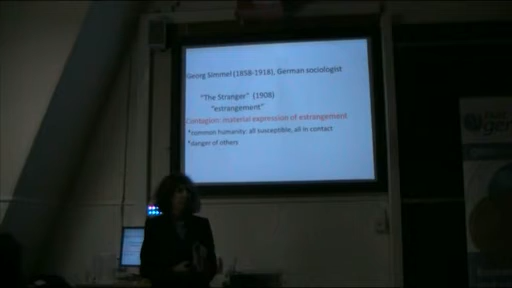 Georg Simmel (1858-1918), German sociologist
"The Stranger" (1908)
"estrangement"
Contagion: material expression of estrangement
*common humanity: all susceptible, all in contact
*danger of others